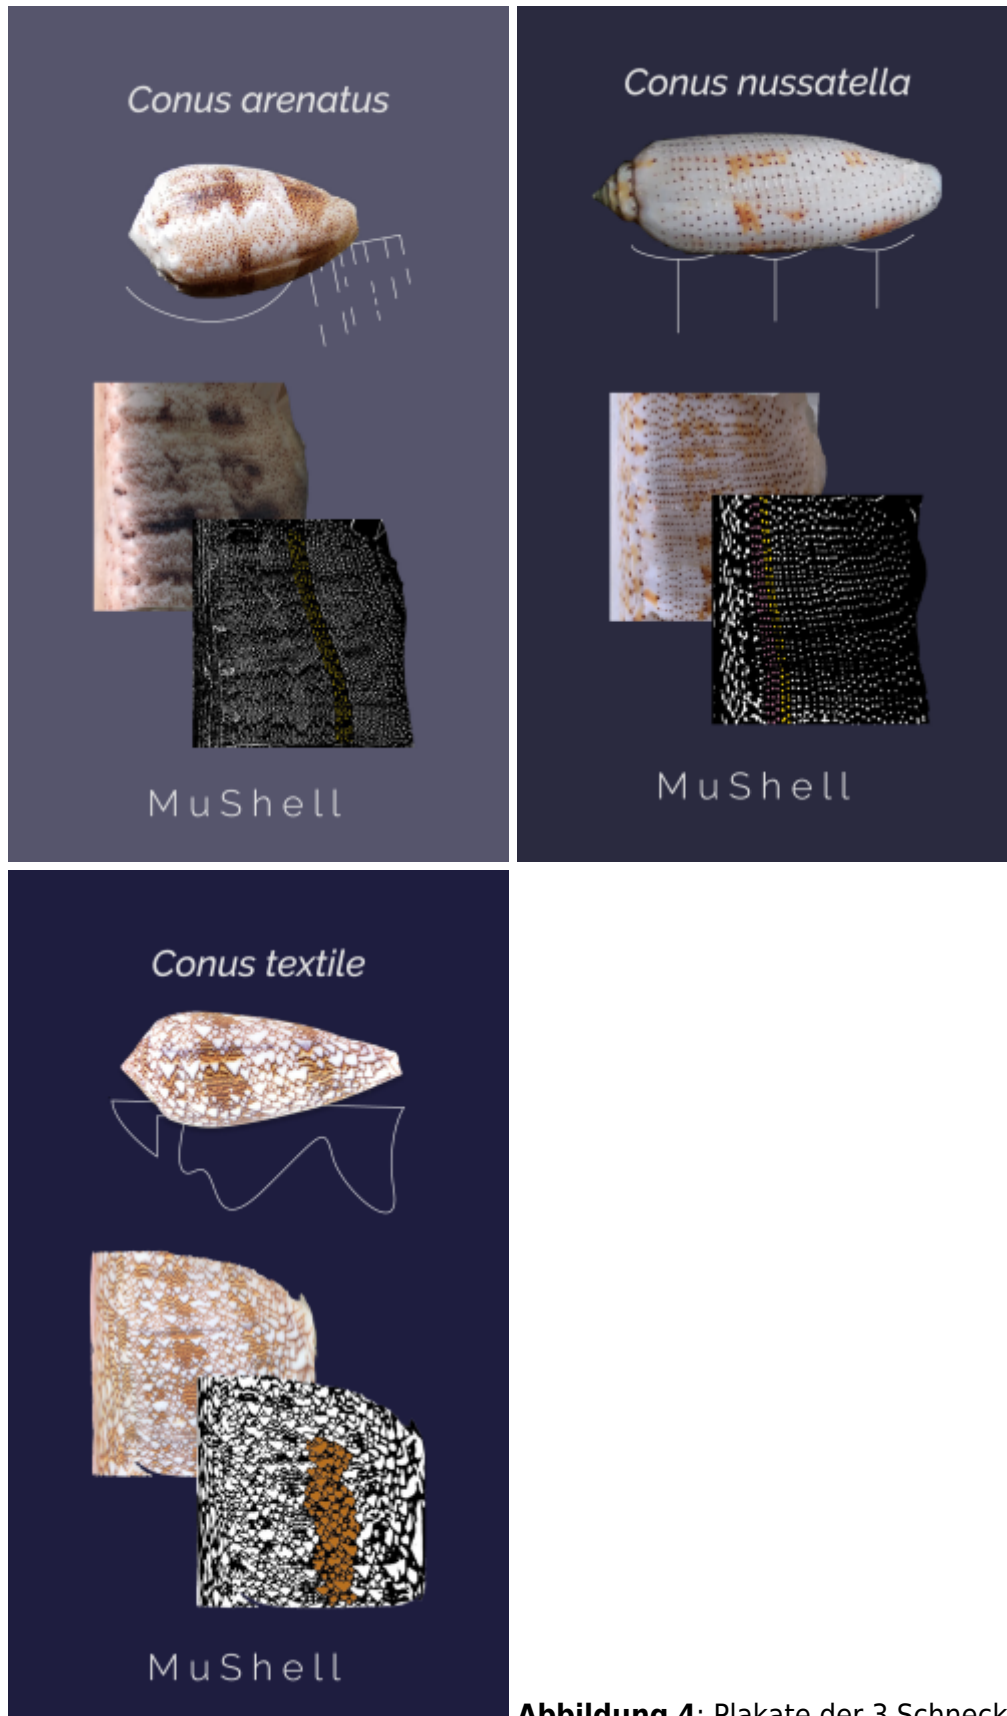 Conus arenatus
MuShell
Conus nussatella
MuShell
Conus textile
MuShell
Abbildung 4: Plakate der 3 Schneck